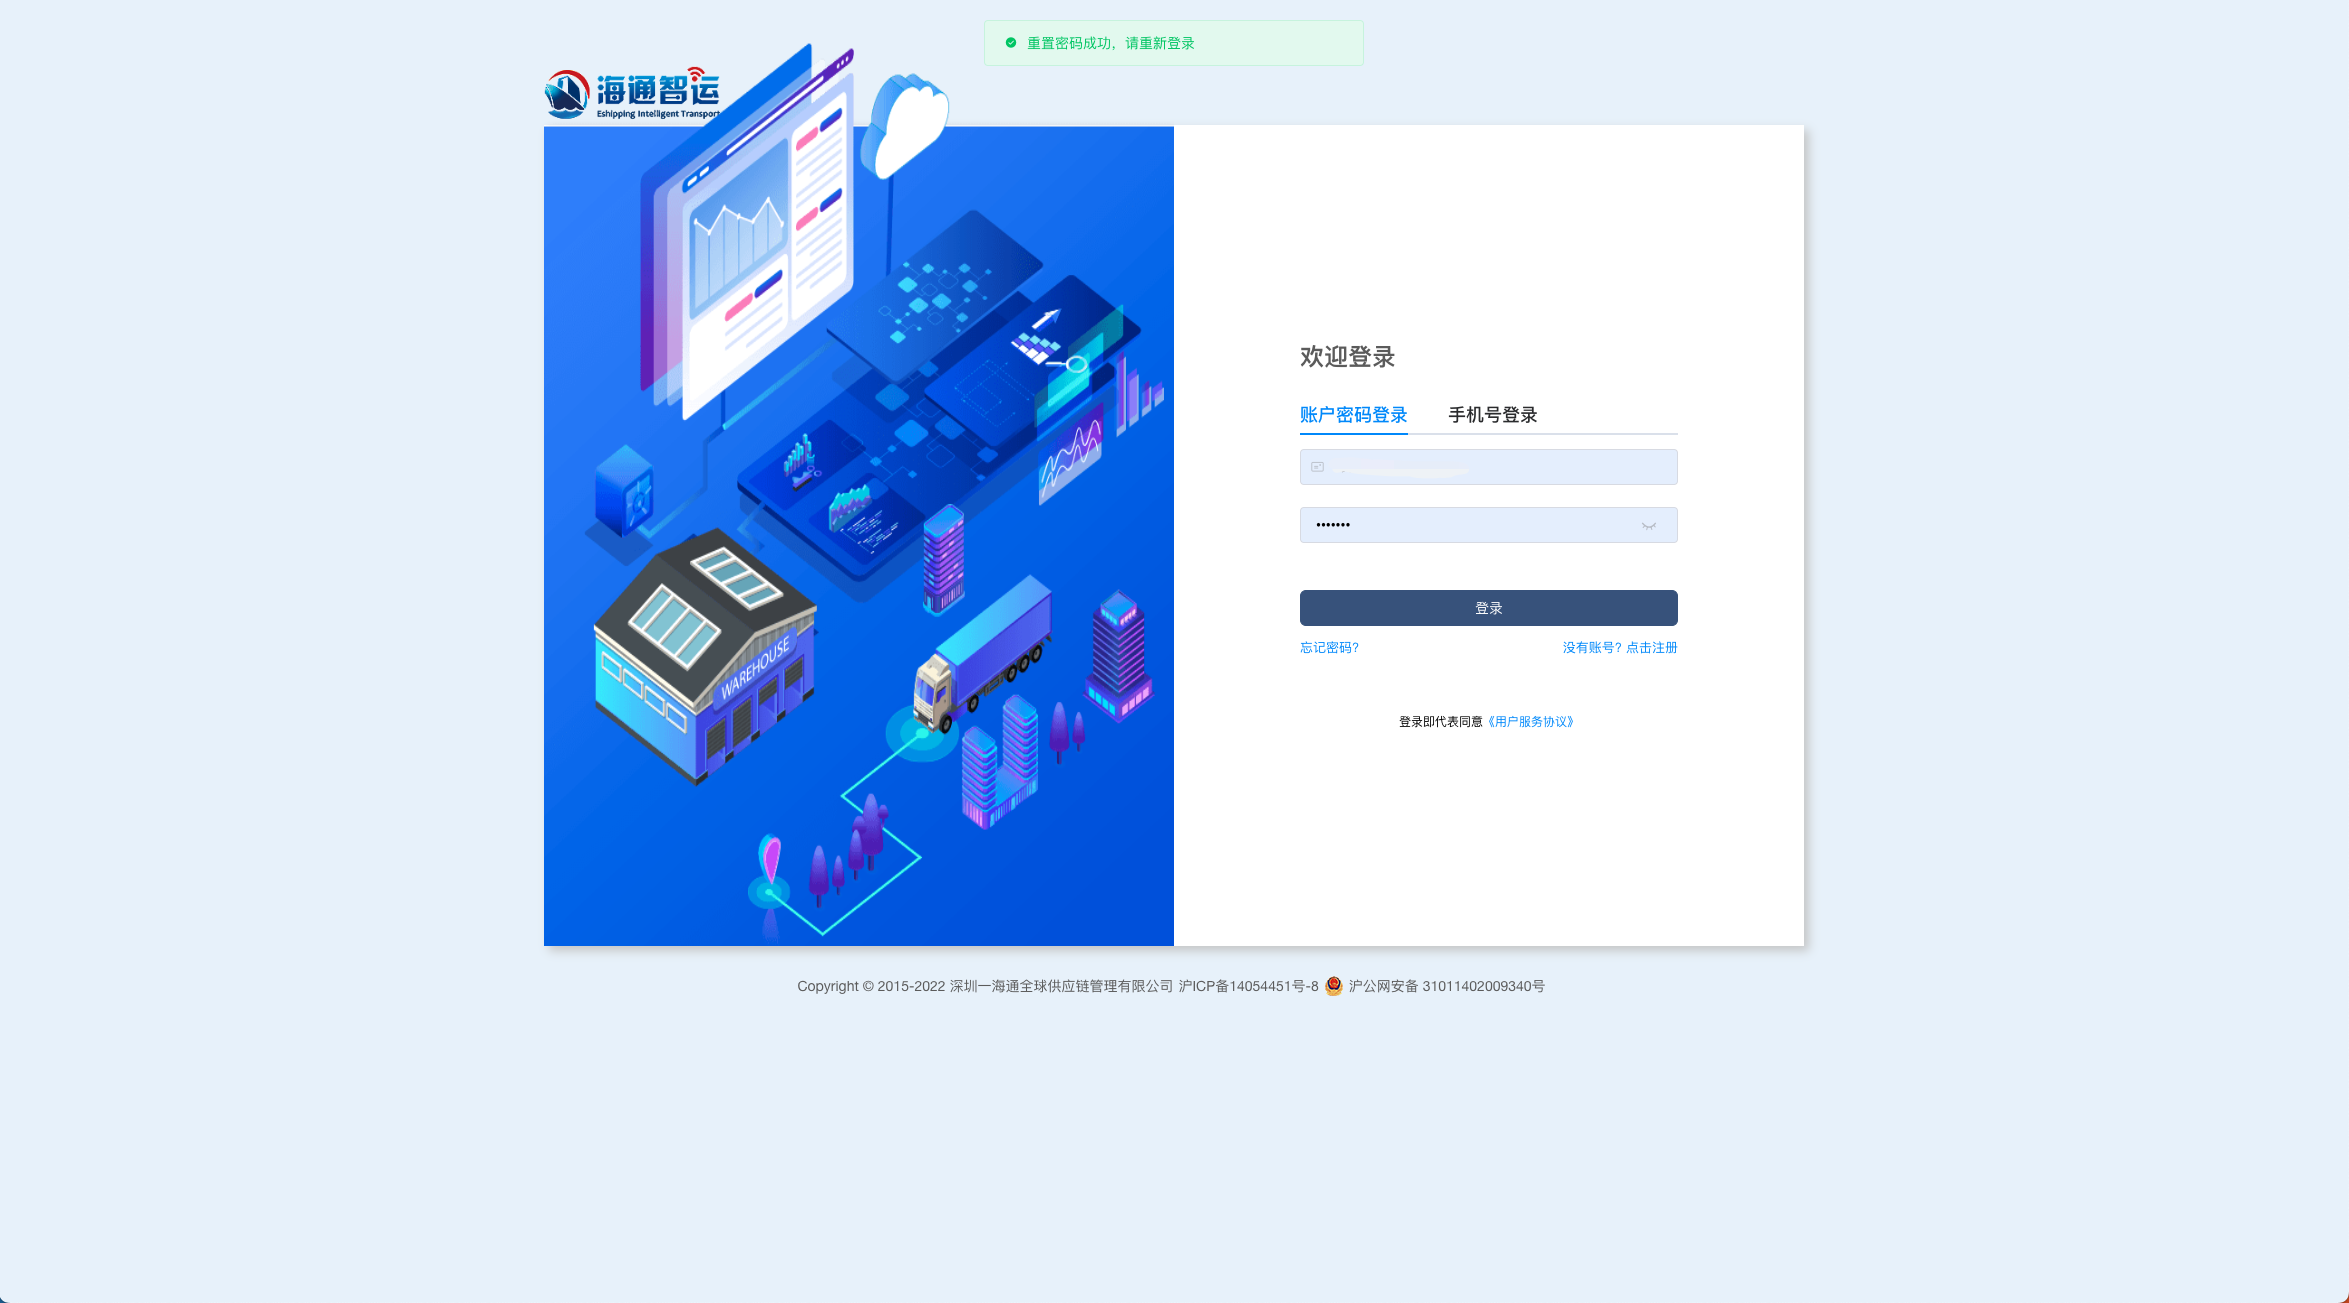 重置密码成功，请重新登录
海通智运
Eshipping Intelligent Transport
欢迎登录
账户密码登录 手机号登录
•••••••
登录
忘记密码? 没有账号? 点击注册
登录即代表同意《用户服务协议》
WAREHOUSE
Copyright © 2015-2022 深圳一海通全球供应链管理有限公司 沪ICP备14054451号-8 沪公网安备 31011402009340号